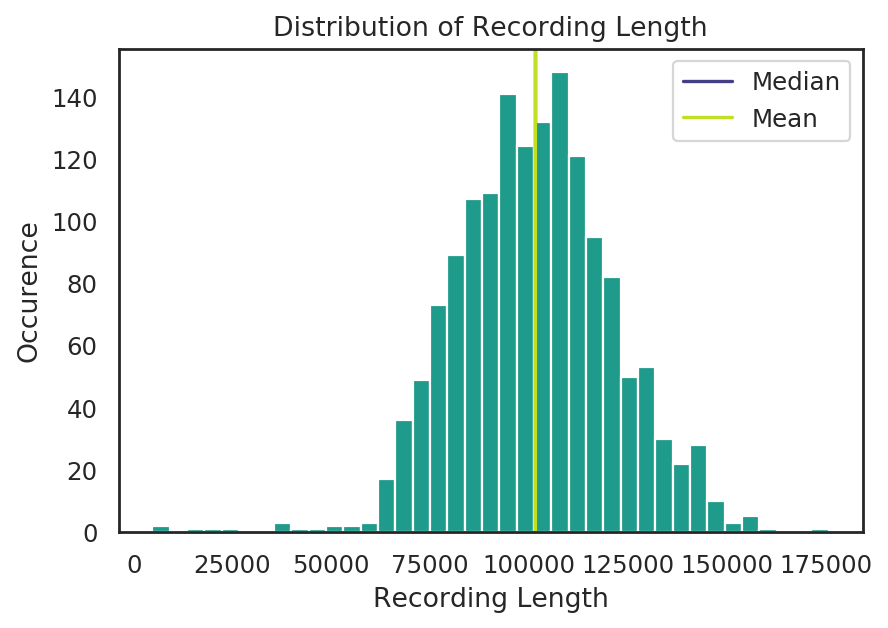 Distribution of Recording Length
Median
Mean
Occurence
140
120
100
80
60
40
20
0
0 25000 50000 75000 100000 125000 150000 175000
Recording Length